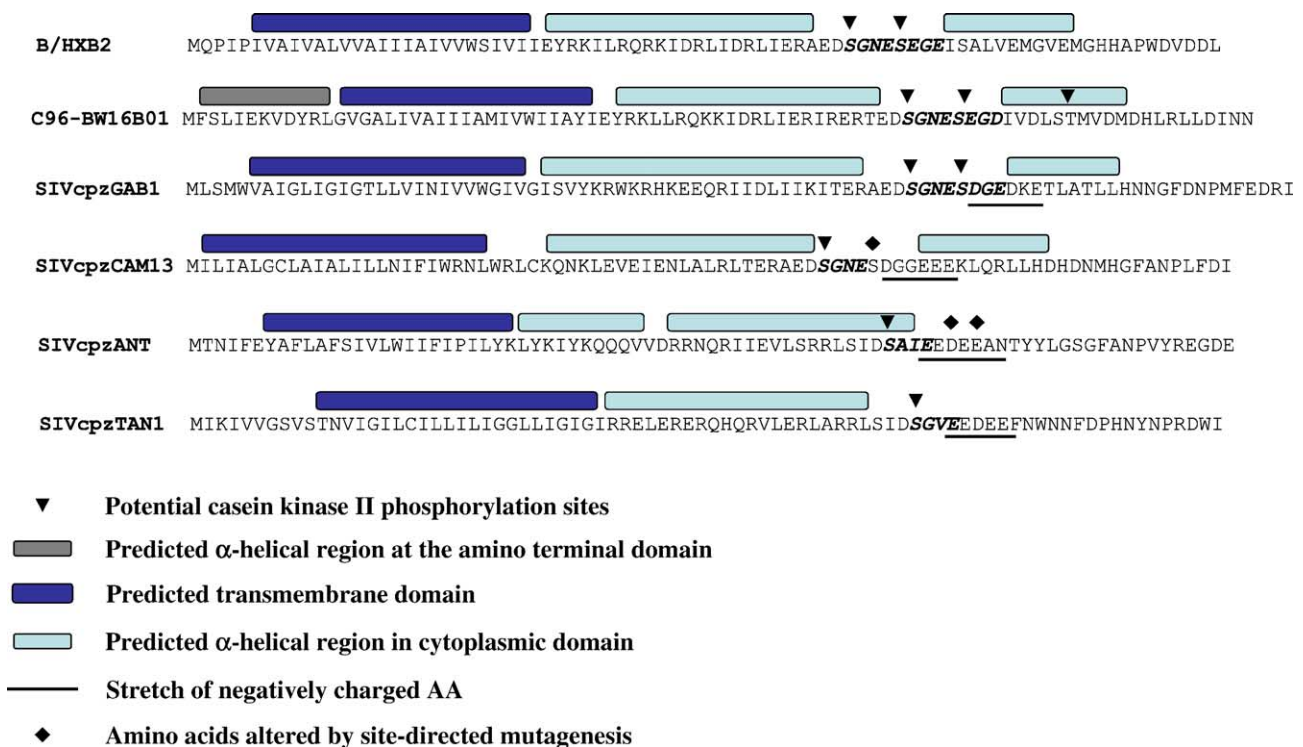 B/HXB2 MQPIPIVAIVALVVAIIIAIVVWSIVIIEYRKILRQRKIDRLIDRLIERAEDSGNESEGEISALVEMGVEMGHHAPWDVDDL
C96-BW16B01 MFSLIEKVDYRLGVGALIVAIIIAMIVWIIAYIEYRKLLRQKKIDRLIERIRERTEDSGNESEGDIVDLSTMVDMDHLRLLDINN
SIVcpzGAB1 MLSMWVAIGLIGIGTLLVINIVVWGIVGISVYKRWKRHKEEQRIIDLIIKITERAEDSGNESDGEDKETLATLLHNNGFDNPMFEDRI
SIVcpzCAM13 MILIALGCLAIALILLNIFIWRNLWRLCKQNKLEVEIENLALRLTERAEDSGNESDGGEEEKLQRLLHDHDNMHGFANPLFDI
SIVcpzANT MTNIFEYAFLAFSIVLWIIFIPILYKLYKIYKQQQVVDRRNQRIIEVLSRRLSIDSAIEEDEEANTYYLGSGFANPVYREGDE
SIVcpzTAN1 MIKIVVGSVSTNVIGILCILLILIGGLLIGIGIRRELERERQHQRVLERLARRLSIDSGVEEDEEFNWNNFDPHNYNPRDWI
Potential casein kinase II phosphorylation sites
Predicted α-helical region at the amino terminal domain
Predicted transmembrane domain
Predicted α-helical region in cytoplasmic domain
Stretch of negatively charged AA
Amino acids altered by site-directed mutagenesis